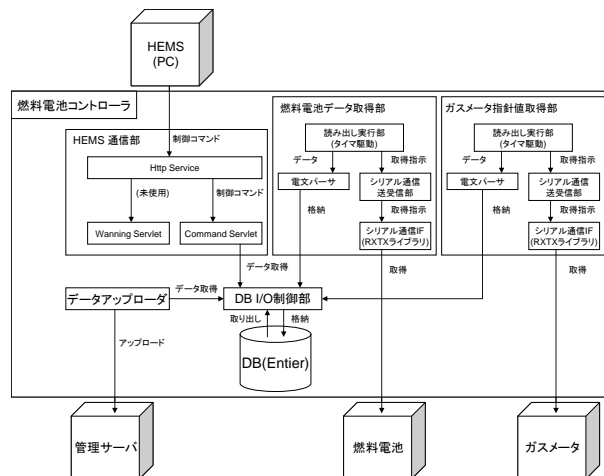 HEMS
(PC)
燃料電池コントローラ
HEMS 通信部
制御コマンド
Http Service
(未使用)
制御コマンド
Wanning Servlet
Command Servlet
データ取得
燃料電池データ取得部
読み出し実行部
(タイマ駆動)
データ
取得指示
電文パーサ
シリアル通信
送受信部
格納
取得指示
シリアル通信IF
(RXTXライブラリ)
取得
ガスメータ指針値取得部
読み出し実行部
(タイマ駆動)
データ
取得指示
電文パーサ
シリアル通信
送受信部
格納
取得指示
シリアル通信IF
(RXTXライブラリ)
取得
データアップローダ
データ取得
DB I/O制御部
取り出し
格納
DB(Entier)
アップロード
管理サーバ
燃料電池
ガスメータ